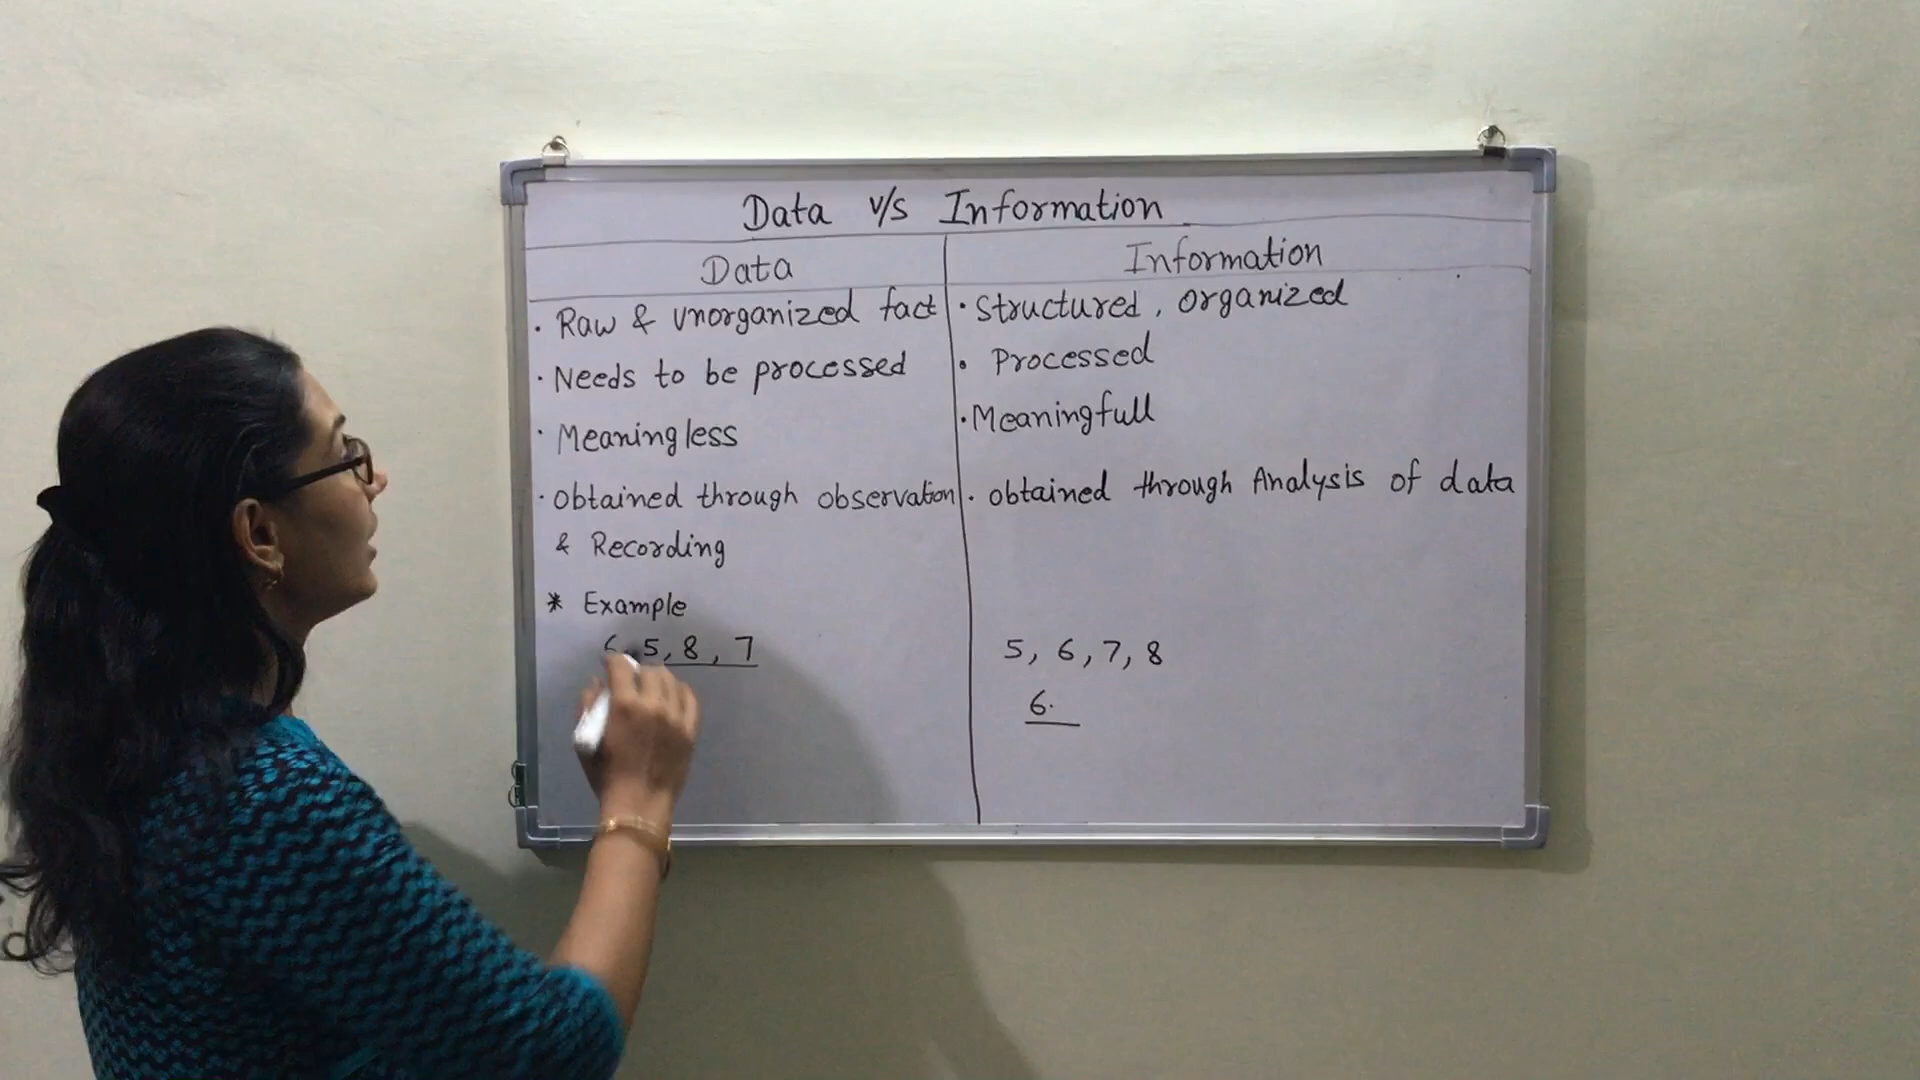 Data v/s Information
Data
· Raw & unorganized fact
· Needs to be processed
· Meaningless
· obtained through observation
& Recording
* Example
6, 5, 8, 7
Information
· Structured, organized
· Processed
· Meaningfull
· obtained through Analysis of data
5, 6, 7, 8
6.